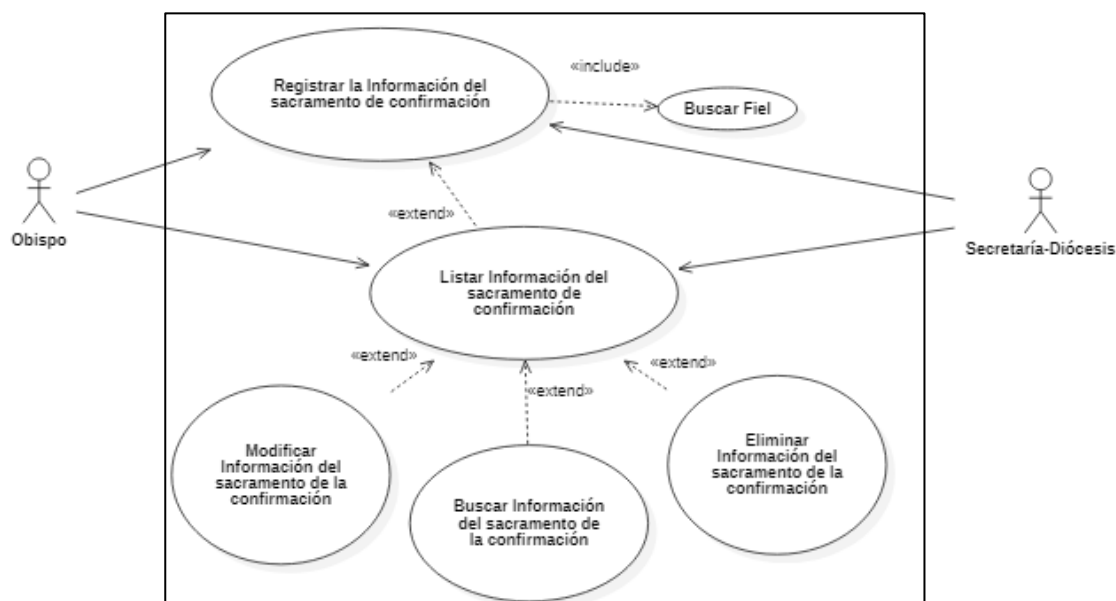 Registrar la Información del
sacramento de confirmación
«include»
Buscar Fiel
Obispo
«extend»
Secretaría-Diócesis
Listar Información del
sacramento de
confirmación
«extend»
«extend»
«extend»
Modificar
Información del
sacramento de la
confirmación
Buscar Información
del sacramento de
la confirmación
Eliminar
Información del
sacramento de la
confirmación